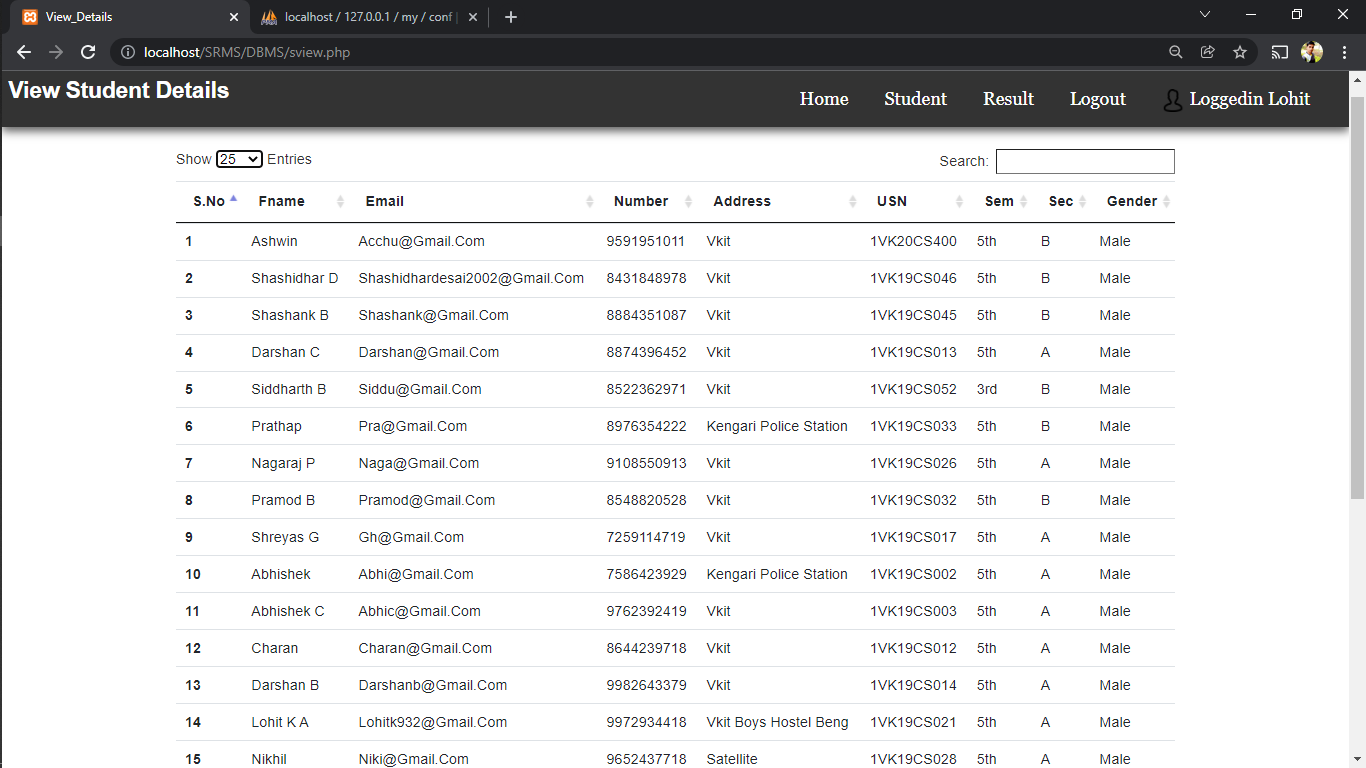 View_Details
localhost / 127.0.0.1 / my / conf
localhost/SRMS/DBMS/sview.php
View Student Details Home Student Result Logout Loggedin Lohit
Show 25 Entries Search:
S.No Fname Email Number Address USN Sem Sec Gender
1 Ashwin Acchu@Gmail.Com 9591951011 Vkit 1VK20CS400 5th B Male
2 Shashidhar D Shashidhardesai2002@Gmail.Com 8431848978 Vkit 1VK19CS046 5th B Male
3 Shashank B Shashank@Gmail.Com 8884351087 Vkit 1VK19CS045 5th B Male
4 Darshan C Darshan@Gmail.Com 8874396452 Vkit 1VK19CS013 5th A Male
5 Siddharth B Siddu@Gmail.Com 8522362971 Vkit 1VK19CS052 3rd B Male
6 Prathap Pra@Gmail.Com 8976354222 Kengari Police Station 1VK19CS033 5th B Male
7 Nagaraj P Naga@Gmail.Com 9108550913 Vkit 1VK19CS026 5th A Male
8 Pramod B Pramod@Gmail.Com 8548820528 Vkit 1VK19CS032 5th B Male
9 Shreyas G Gh@Gmail.Com 7259114719 Vkit 1VK19CS017 5th A Male
10 Abhishek Abhi@Gmail.Com 7586423929 Kengari Police Station 1VK19CS002 5th A Male
11 Abhishek C Abhic@Gmail.Com 9762392419 Vkit 1VK19CS003 5th A Male
12 Charan Charan@Gmail.Com 8644239718 Vkit 1VK19CS012 5th A Male
13 Darshan B Darshanb@Gmail.Com 9982643379 Vkit 1VK19CS014 5th A Male
14 Lohit K A Lohitk932@Gmail.Com 9972934418 Vkit Boys Hostel Beng 1VK19CS021 5th A Male
15 Nikhil Niki@Gmail.Com 9652437718 Satellite 1VK19CS028 5th A Male